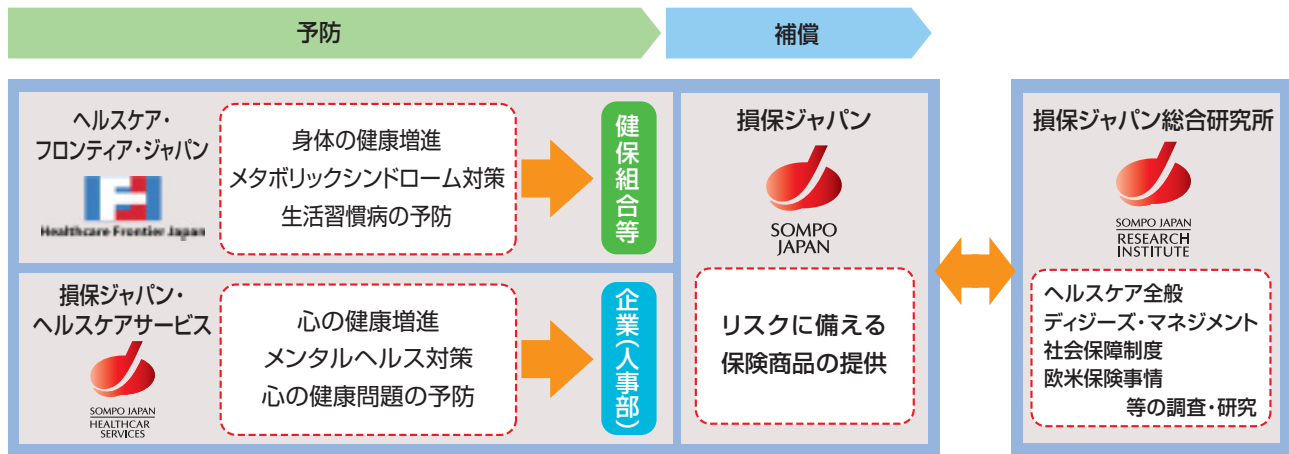 予防
補償
ヘルスケア・
フロンティア・ジャパン
Healthcare Frontier Japan
身体の健康増進
メタボリックシンドローム対策
生活習慣病の予防
健保組合等
損保ジャパン・
ヘルスケアサービス
SOMPO JAPAN
HEALTHCAR
SERVICES
心の健康増進
メンタルヘルス対策
心の健康問題の予防
企業(人事部)
損保ジャパン
SOMPO
JAPAN
リスクに備える
保険商品の提供
損保ジャパン総合研究所
SOMPO JAPAN
RESEARCH
INSTITUTE
ヘルスケア全般
ディジーズ・マネジメント
社会保障制度
欧米保険事情
等の調査・研究